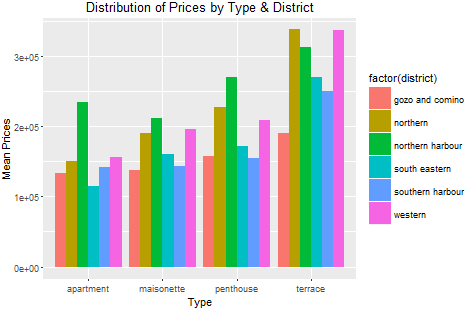 Distribution of Prices by Type & District
Mean Prices
3e+05
2e+05
1e+05
0e+00
apartment maisonette penthouse terrace
Type
factor(district)
gozo and comino
northern
northern harbour
south eastern
southern harbour
western